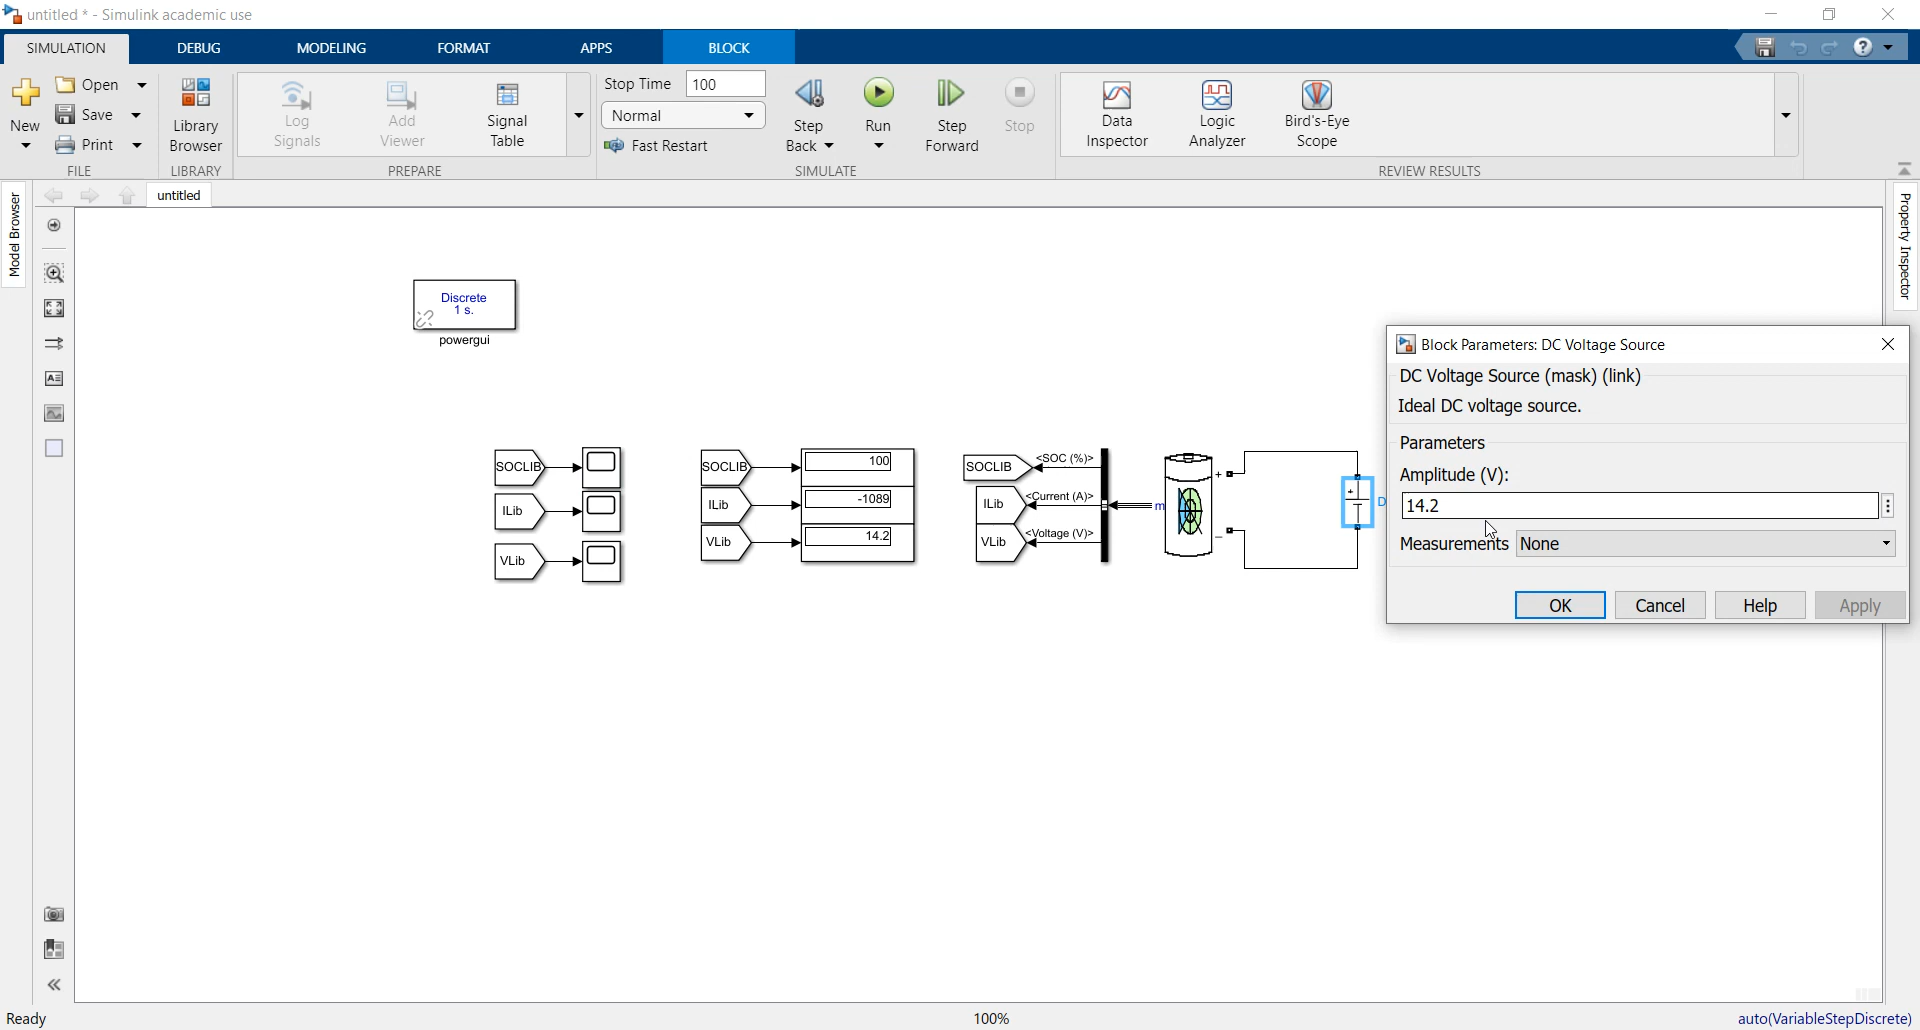 untitled * - Simulink academic use
SIMULATION
DEBUG
MODELING
FORMAT
APPS
BLOCK
New
Open
Save
Print
FILE
Library
Browser
LIBRARY
Log
Signals
Add
Viewer
Signal
Table
PREPARE
Stop Time 100
Normal
Fast Restart
Step
Back
Run
Step
Forward
Stop
SIMULATE
Data
Inspector
Logic
Analyzer
Bird's-Eye
Scope
REVIEW RESULTS
Model Browser
untitled
Property Inspector
Discrete
1 s.
powergui
SOCLIB
ILib
VLib
SOCLIB
ILib
VLib
100
-1089
14.2
SOCLIB
ILib
VLib
<SOC (%)>
<Current (A)>
<Voltage (V)>
m
+
_
+
D
Block Parameters: DC Voltage Source
DC Voltage Source (mask) (link)
Ideal DC voltage source.
Parameters
Amplitude (V):
14.2
Measurements None
OK
Cancel
Help
Apply
Ready
100%
auto(VariableStepDiscrete)